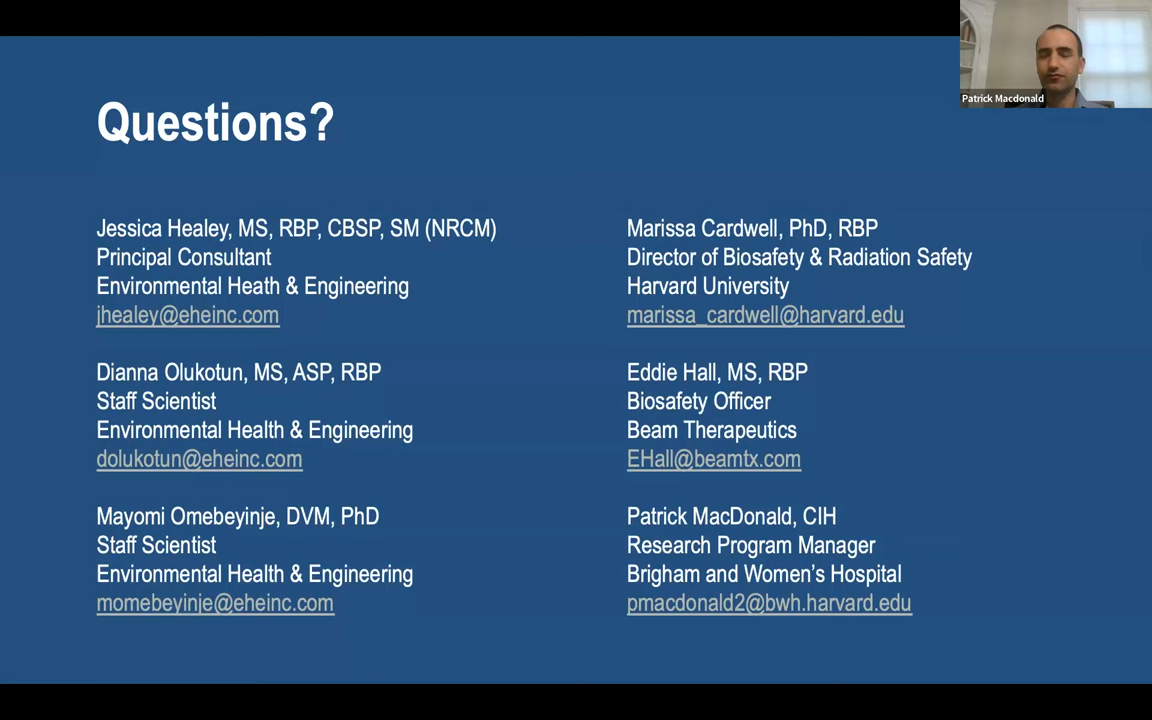 Patrick Macdonald
Questions?
Jessica Healey, MS, RBP, CBSP, SM (NRCM)
Principal Consultant
Environmental Heath & Engineering
jhealey@eheinc.com
Dianna Olukotun, MS, ASP, RBP
Staff Scientist
Environmental Health & Engineering
dolukotun@eheinc.com
Mayomi Omebeyinje, DVM, PhD
Staff Scientist
Environmental Health & Engineering
momebeyinje@eheinc.com
Marissa Cardwell, PhD, RBP
Director of Biosafety & Radiation Safety
Harvard University
marissa_cardwell@harvard.edu
Eddie Hall, MS, RBP
Biosafety Officer
Beam Therapeutics
EHall@beamtx.com
Patrick MacDonald, CIH
Research Program Manager
Brigham and Women’s Hospital
pmacdonald2@bwh.harvard.edu